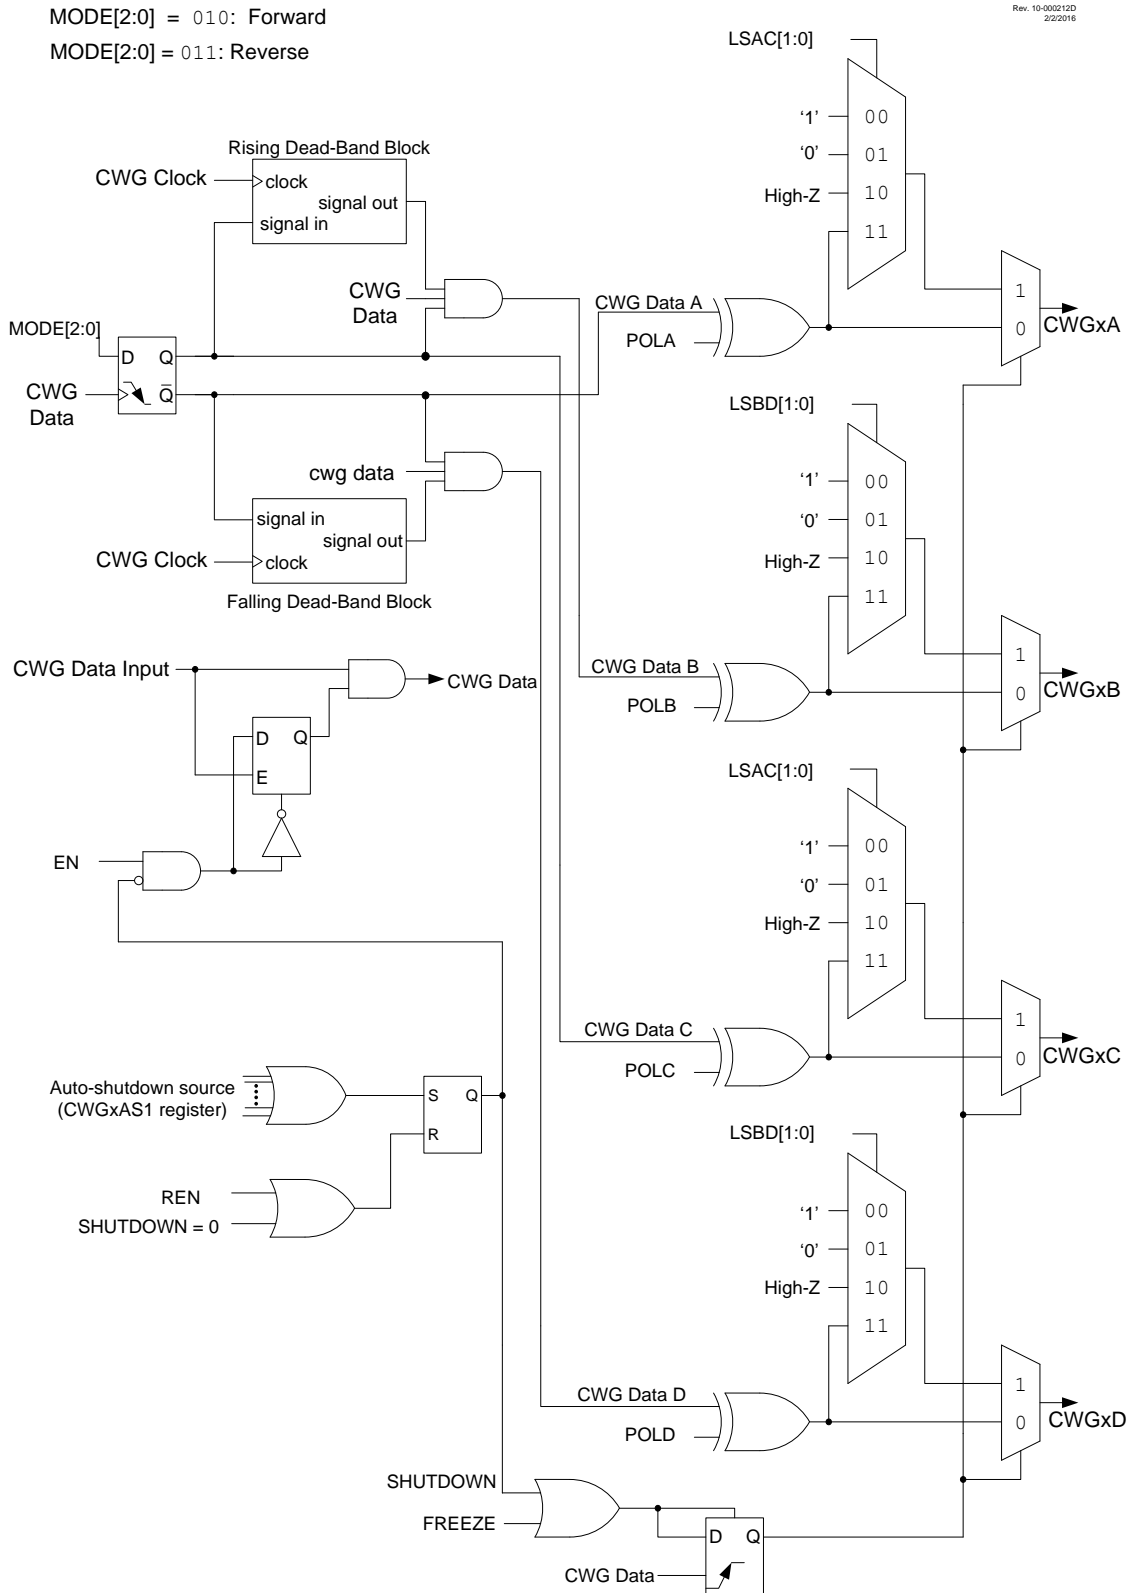 MODE[2:0] = 010: Forward
MODE[2:0] = 011: Reverse
Rev. 10-000212D
2/2/2016
LSAC[1:0]
'1'
00
'0'
01
High-Z
10
11
1
0
CWGxA
Rising Dead-Band Block
CWG Clock
clock
signal out
signal in
CWG
Data
CWG Data A
POLA
MODE[2:0]
D
Q
CWG
Data
Q
cwg data
signal in
signal out
CWG Clock
clock
Falling Dead-Band Block
LSBD[1:0]
'1'
00
'0'
01
High-Z
10
11
1
0
CWGxB
CWG Data B
POLB
CWG Data Input
CWG Data
D
Q
E
EN
LSAC[1:0]
'1'
00
'0'
01
High-Z
10
11
1
0
CWGxC
CWG Data C
POLC
Auto-shutdown source
(CWGxAS1 register)
S
Q
R
REN
SHUTDOWN = 0
LSBD[1:0]
'1'
00
'0'
01
High-Z
10
11
1
0
CWGxD
CWG Data D
POLD
SHUTDOWN
FREEZE
D
Q
CWG Data